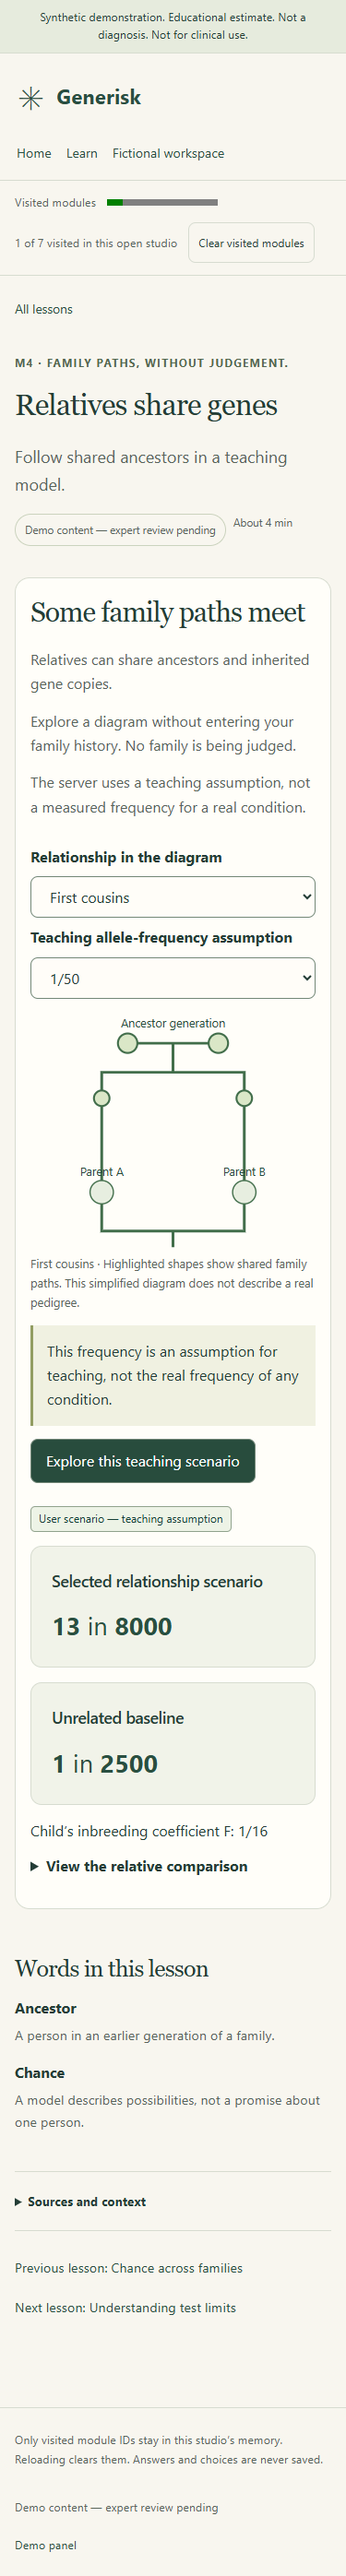 Synthetic demonstration. Educational estimate. Not a
diagnosis. Not for clinical use.
Generisk
Home Learn Fictional workspace
Visited modules
1 of 7 visited in this open studio Clear visited modules
All lessons
M4 · FAMILY PATHS, WITHOUT JUDGEMENT.
Relatives share genes
Follow shared ancestors in a teaching
model.
Demo content — expert review pending About 4 min
Some family paths meet
Relatives can share ancestors and inherited
gene copies.
Explore a diagram without entering your
family history. No family is being judged.
The server uses a teaching assumption, not
a measured frequency for a real condition.
Relationship in the diagram
First cousins
Teaching allele-frequency assumption
1/50
Ancestor generation
Parent A Parent B
First cousins · Highlighted shapes show shared family
paths. This simplified diagram does not describe a real
pedigree.
This frequency is an assumption for
teaching, not the real frequency of any
condition.
Explore this teaching scenario
User scenario — teaching assumption
Selected relationship scenario
13 in 8000
Unrelated baseline
1 in 2500
Child's inbreeding coefficient F: 1/16
View the relative comparison
Words in this lesson
Ancestor
A person in an earlier generation of a family.
Chance
A model describes possibilities, not a promise about
one person.
Sources and context
Previous lesson: Chance across families
Next lesson: Understanding test limits
Only visited module IDs stay in this studio's memory.
Reloading clears them. Answers and choices are never saved.
Demo content — expert review pending
Demo panel